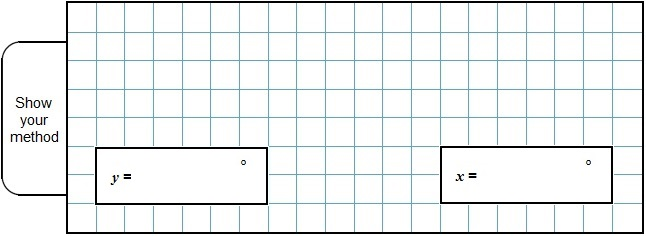 Show
your
method
y = °
x = °